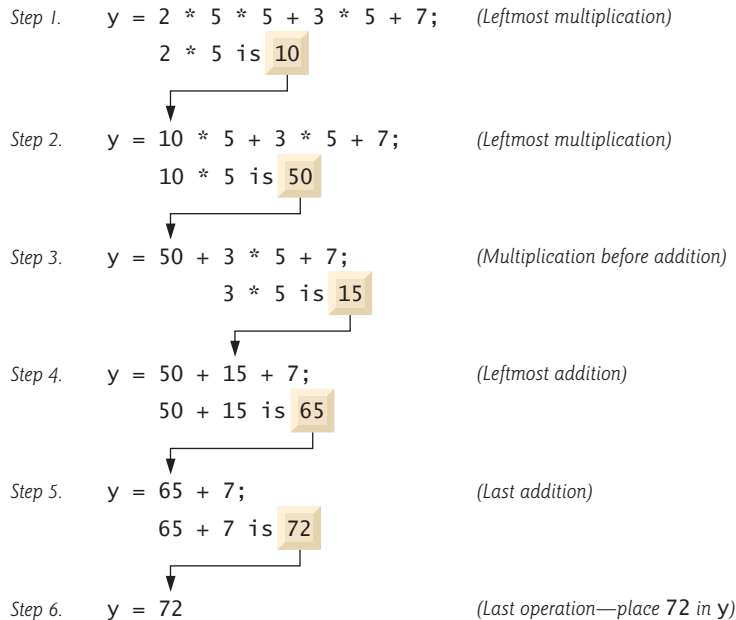 Step 1. y = 2 * 5 * 5 + 3 * 5 + 7; (Leftmost multiplication)
2 * 5 is 10
Step 2. y = 10 * 5 + 3 * 5 + 7; (Leftmost multiplication)
10 * 5 is 50
Step 3. y = 50 + 3 * 5 + 7; (Multiplication before addition)
3 * 5 is 15
Step 4. y = 50 + 15 + 7; (Leftmost addition)
50 + 15 is 65
Step 5. y = 65 + 7; (Last addition)
65 + 7 is 72
Step 6. y = 72 (Last operation—place 72 in y)